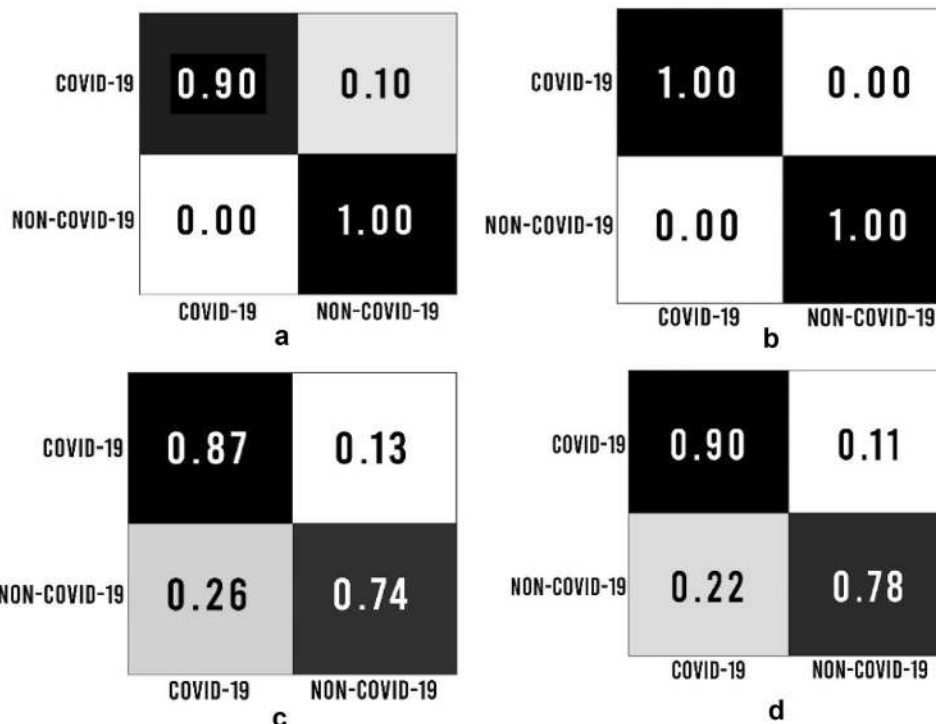 COVID-19 0.90 0.10
NON-COVID-19 0.00 1.00
COVID-19 NON-COVID-19
a
COVID-19 1.00 0.00
NON-COVID-19 0.00 1.00
COVID-19 NON-COVID-19
b
COVID-19 0.87 0.13
NON-COVID-19 0.26 0.74
COVID-19 NON-COVID-19
c
COVID-19 0.90 0.11
NON-COVID-19 0.22 0.78
COVID-19 NON-COVID-19
d